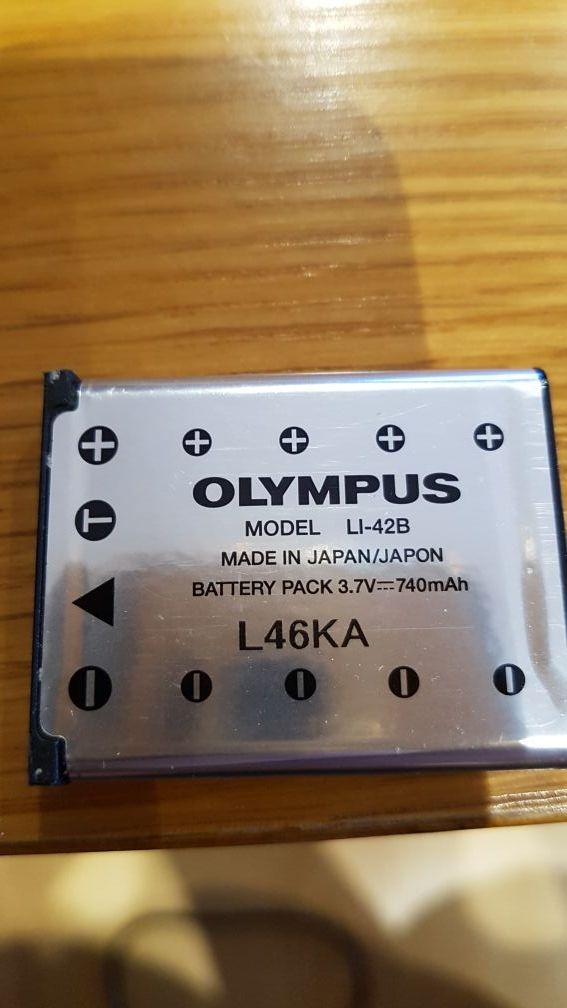 OLYMPUS
MODEL LI-42B
MADE IN JAPAN/JAPON
BATTERY PACK 3.7V⎓740mAh
L46KA
T